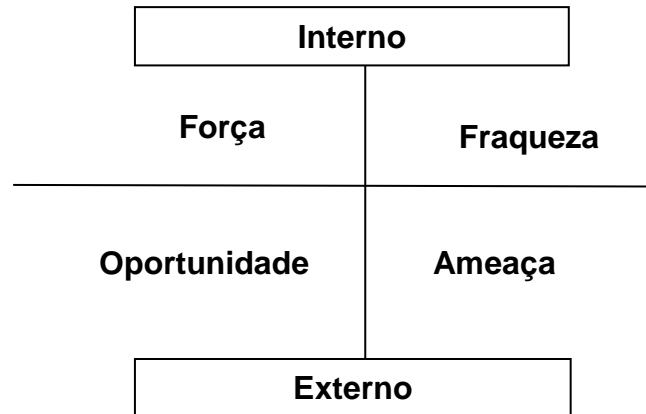 Interno
Força
Fraqueza
Oportunidade
Ameaça
Externo